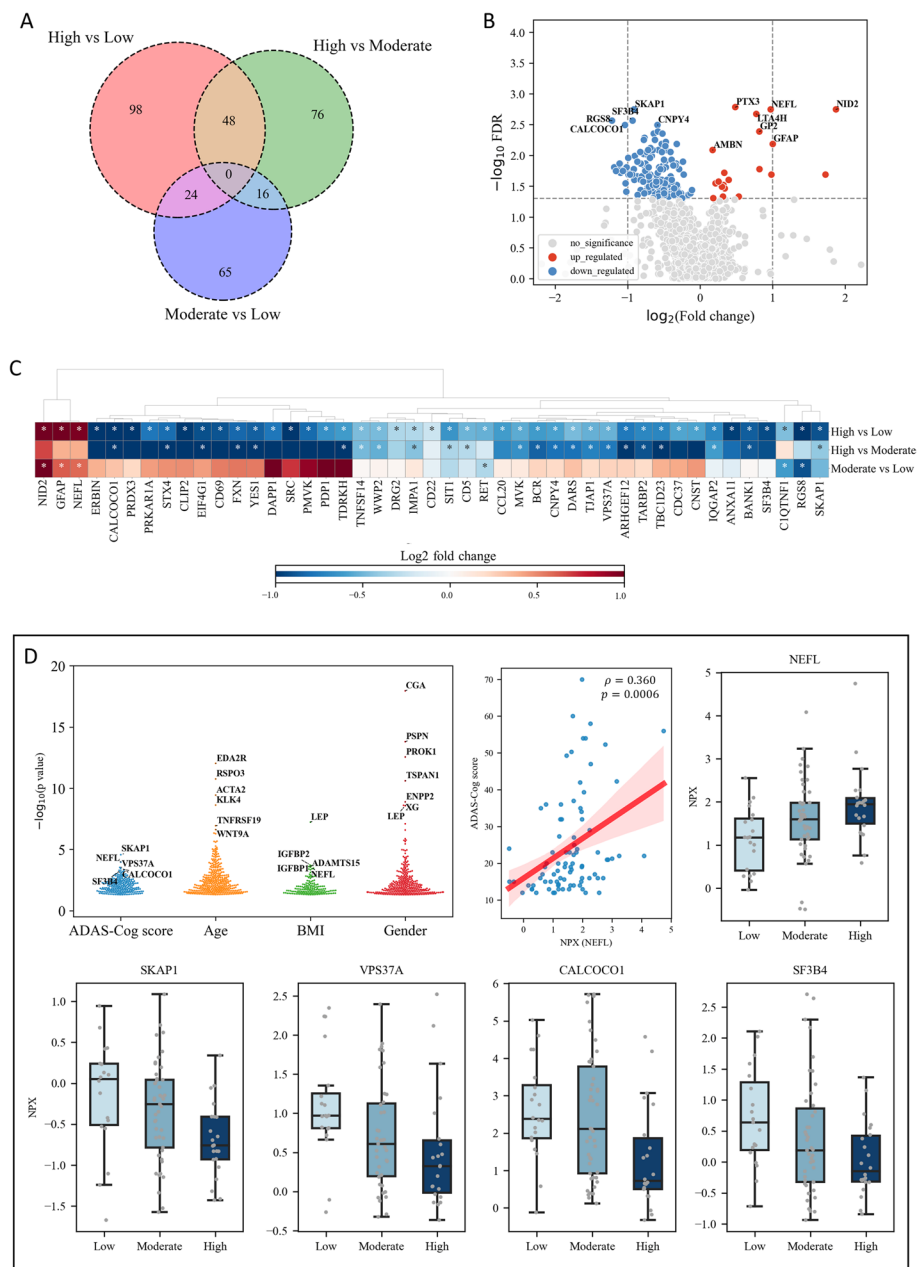 A
High vs Low
High vs Moderate
98
48
76
0
24
16
65
Moderate vs Low
B
−log10 FDR
4.0
3.5
3.0
2.5
2.0
1.5
1.0
0.5
0.0
PTX3
NEFL
NID2
SKAP1
SF3B4
RGS8
CALCOCO1
CNPY4
LTA4H
GP2
GFAP
AMBN
no_significance
up_regulated
down_regulated
−2
−1
0
1
2
log2(Fold change)
C
High vs Low
High vs Moderate
Moderate vs Low
NID2
GFAP
NEFL
ERBIN
CALCOCO1
PRDX3
PRKAR1A
STX4
CLIP2
EIF4G1
CD69
FXN
YES1
DAPP1
SRC
PMVK
PDP1
TDRKH
TNFSF14
WWP2
DRG2
IMPA1
CD22
SIT1
CD5
RET
CCL20
MVK
BCR
CNPY4
DARS
TJAP1
VPS37A
ARHGEF12
TARBP2
TBC1D23
CDC37
CNST
IQGAP2
ANXA11
BANK1
SF3B4
C1QTNF1
RGS8
SKAP1
Log2 fold change
−1.0
−0.5
0.0
0.5
1.0
D
−log10(p value)
20
15
10
5
0
SKAP1
NEFL
VPS37A
CALCOCO1
SF3B4
EDA2R
RSPO3
ACTA2
KLK4
TNFRSF19
WNT9A
LEP
IGFBP2
ADAMTS15
IGFBP1
NEFL
CGA
PSPN
PROK1
TSPAN1
ENPP2
XG
LEP
ADAS-Cog score
Age
BMI
Gender
ρ = 0.360
p = 0.0006
ADAS-Cog score
70
60
50
40
30
20
10
0
1
2
3
4
5
NPX (NEFL)
NEFL
NPX
5
4
3
2
1
0
Low
Moderate
High
SKAP1
NPX
1.0
0.5
0.0
−0.5
−1.0
−1.5
Low
Moderate
High
VPS37A
2.5
2.0
1.5
1.0
0.5
0.0
−0.5
Low
Moderate
High
CALCOCO1
6
5
4
3
2
1
0
Low
Moderate
High
SF3B4
2.5
2.0
1.5
1.0
0.5
0.0
−0.5
−1.0
Low
Moderate
High